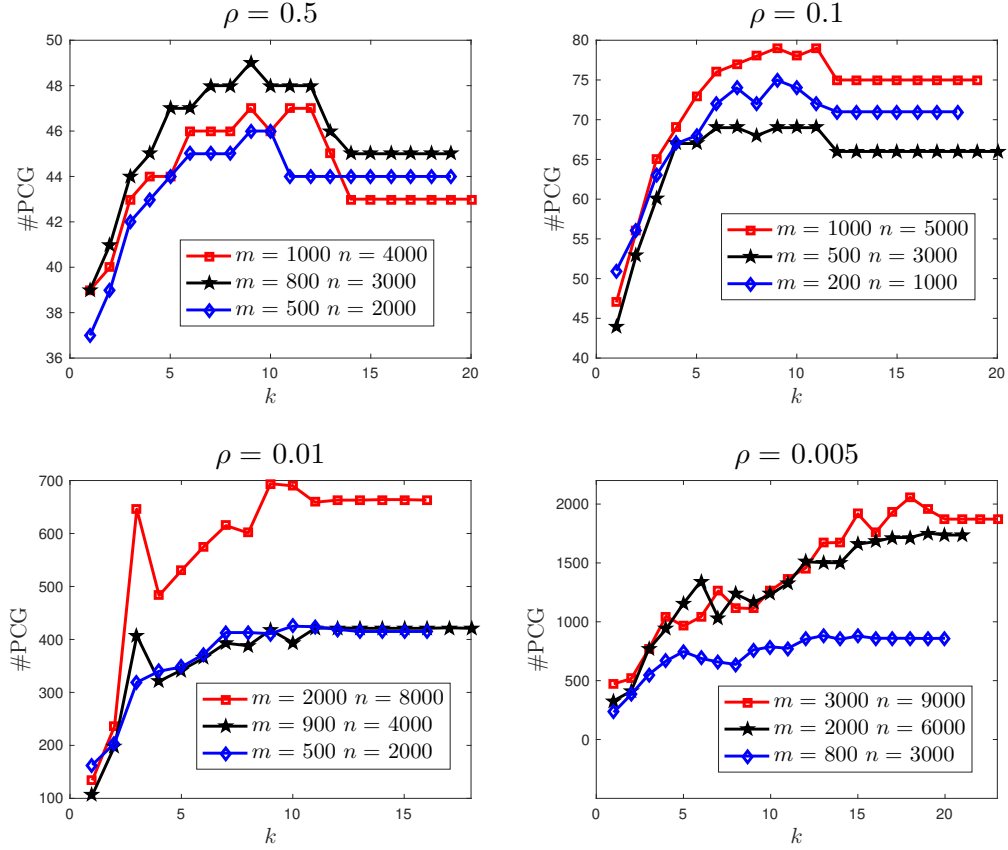 ρ = 0.5
50
48
46
44
42
40
38
36
#PCG
m = 1000 n = 4000
m = 800 n = 3000
m = 500 n = 2000
0 5 10 15 20
k
ρ = 0.1
80
75
70
65
60
55
50
45
40
#PCG
m = 1000 n = 5000
m = 500 n = 3000
m = 200 n = 1000
0 5 10 15 20
k
ρ = 0.01
700
600
500
400
300
200
100
#PCG
m = 2000 n = 8000
m = 900 n = 4000
m = 500 n = 2000
0 5 10 15
k
ρ = 0.005
2000
1500
1000
500
0
#PCG
m = 3000 n = 9000
m = 2000 n = 6000
m = 800 n = 3000
0 5 10 15 20
k